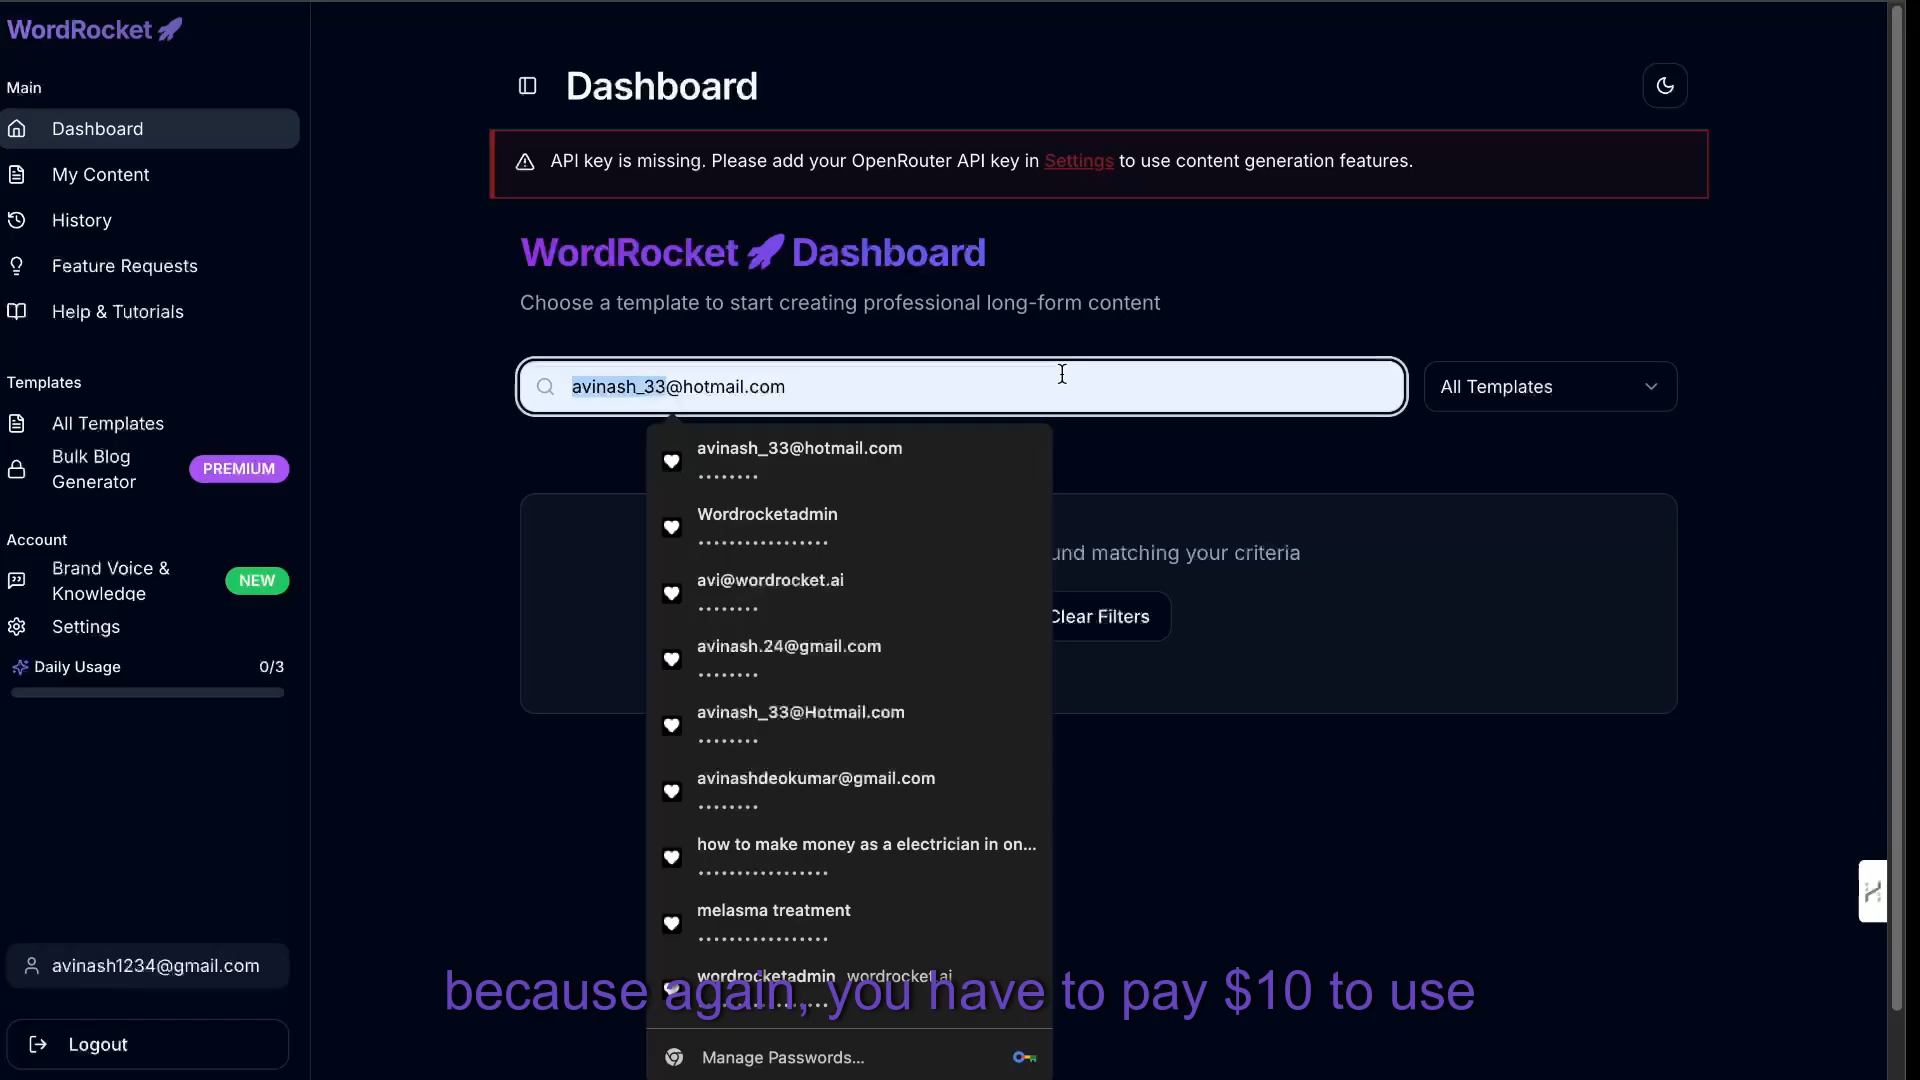 WordRocket
Main
Dashboard
My Content
History
Feature Requests
Help & Tutorials
Templates
All Templates
Bulk Blog
Generator
PREMIUM
Account
Brand Voice &
Knowledge
NEW
Settings
Daily Usage 0/3
avinash1234@gmail.com
Logout
Dashboard
API key is missing. Please add your OpenRouter API key in Settings to use content generation features.
WordRocket Dashboard
Choose a template to start creating professional long-form content
avinash_33@hotmail.com
All Templates
matching your criteria
Clear Filters
avinash_33@hotmail.com
••••••••
Wordrocketadmin
•••••••••••••••••
avi@wordrocket.ai
••••••••
avinash.24@gmail.com
••••••••
avinash_33@Hotmail.com
••••••••
avinashdeokumar@gmail.com
••••••••
how to make money as a electrician in on...
•••••••••••••••••
melasma treatment
•••••••••••••••••
wordrocketadmin wordrocket.ai
because again, you have to pay $10 to use
Manage Passwords...